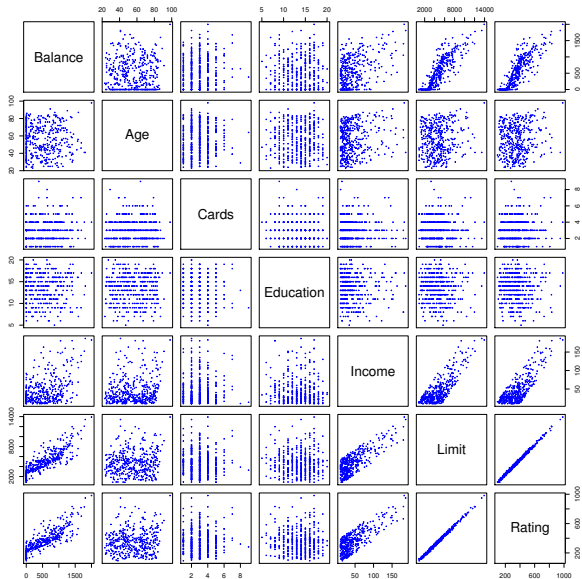 20 40 60 80 100
5 10 15 20
2000 8000 14000
Balance
0 500 1500
20 40 60 80 100
Age
Cards
2 4 6 8
5 10 15 20
Education
Income
50 100 150
2000 8000 14000
Limit
Rating
200 600 1000
0 500 1500
2 4 6 8
50 100 150
200 600 1000